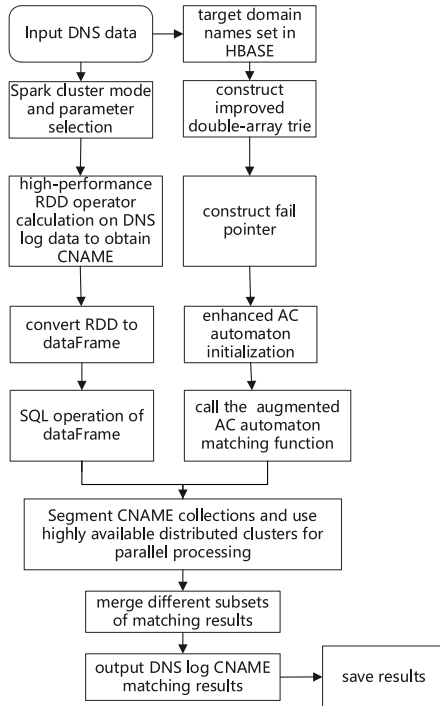 Input DNS data
target domain
names set in
HBASE
Spark cluster mode
and parameter
selection
construct
improved
double-array trie
high-performance
RDD operator
calculation on DNS
log data to obtain
CNAME
construct fail
pointer
convert RDD to
dataFrame
enhanced AC
automaton
initialization
SQL operation of
dataFrame
call the augmented
AC automaton
matching function
Segment CNAME collections and use
highly available distributed clusters for
parallel processing
merge different subsets
of matching results
output DNS log CNAME
matching results
save results